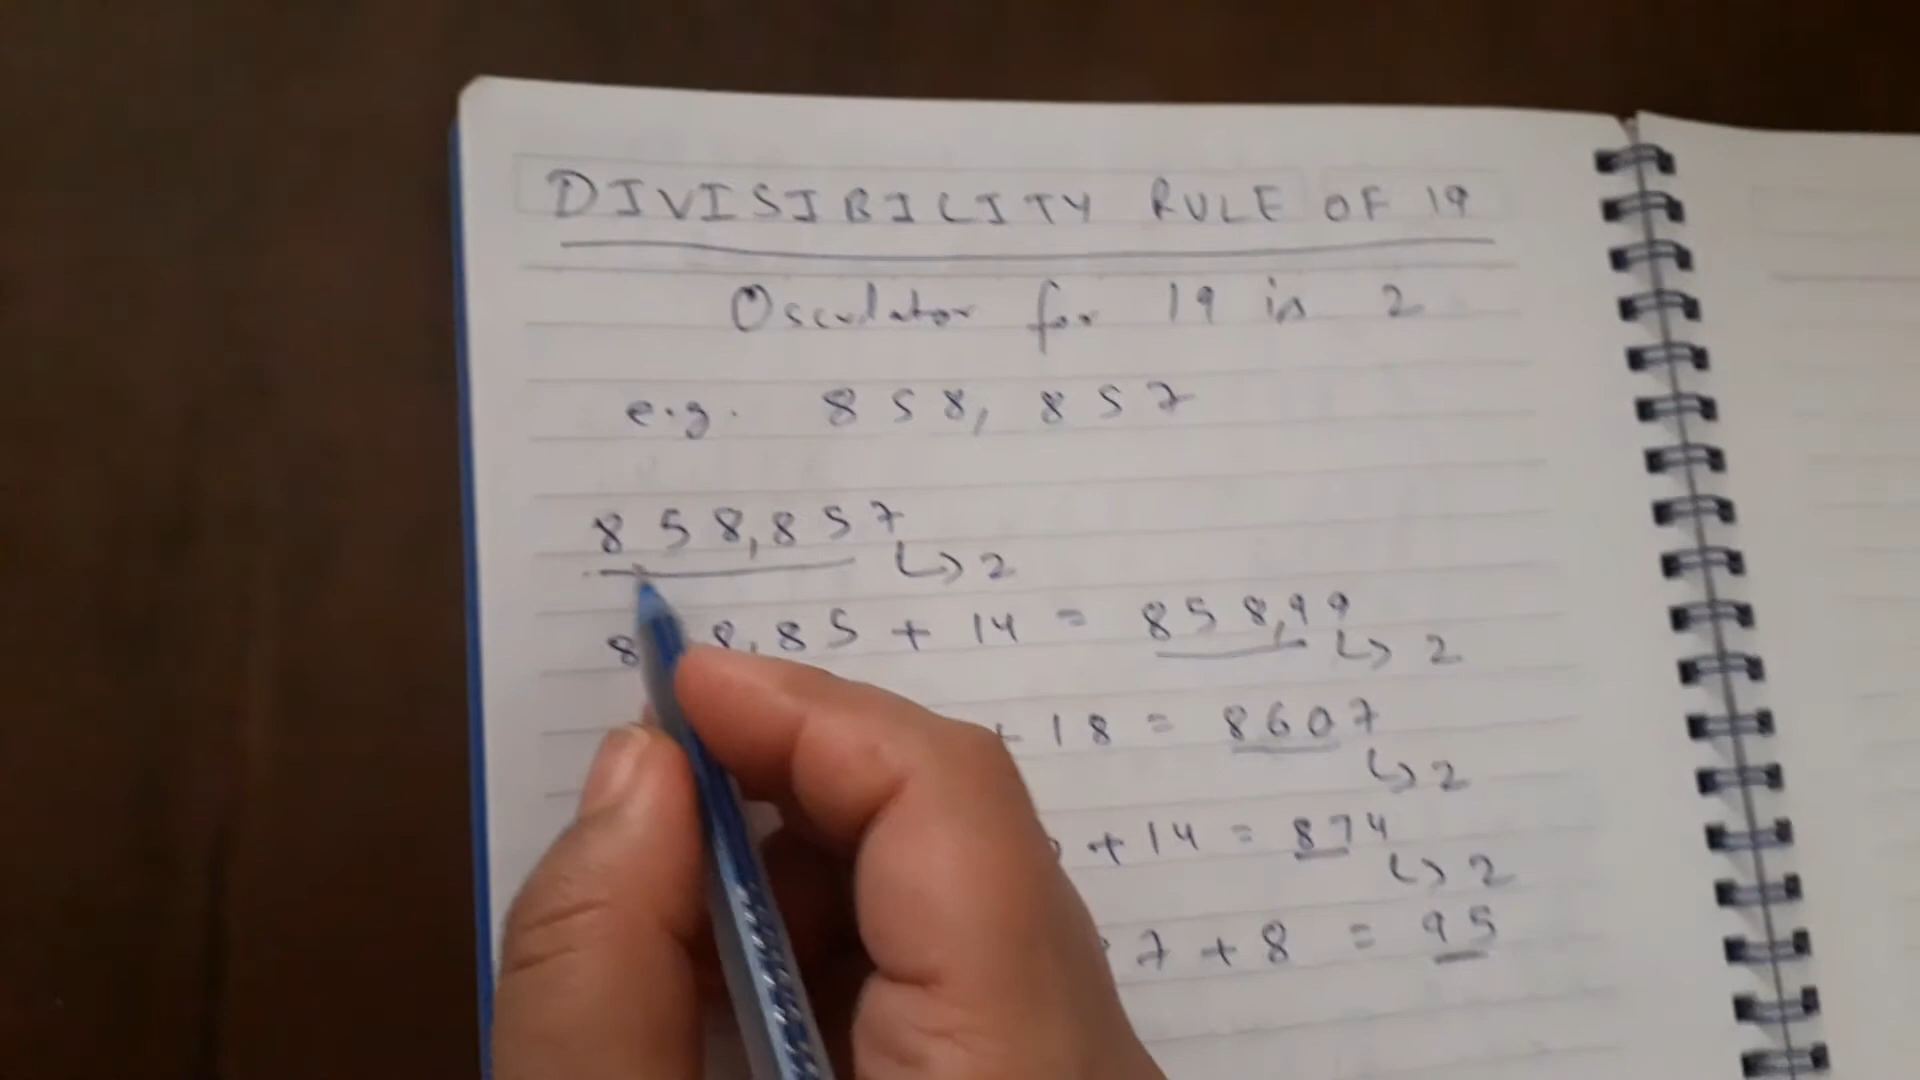 DIVISIBILITY RULE OF 19
Osculator for 19 is 2
e.g. 858, 857
858,857
↳ 2
8 8,85 + 14 = 858,99
↳ 2
+ 18 = 8607
↳ 2
+ 14 = 874
↳ 2
7 + 8 = 95